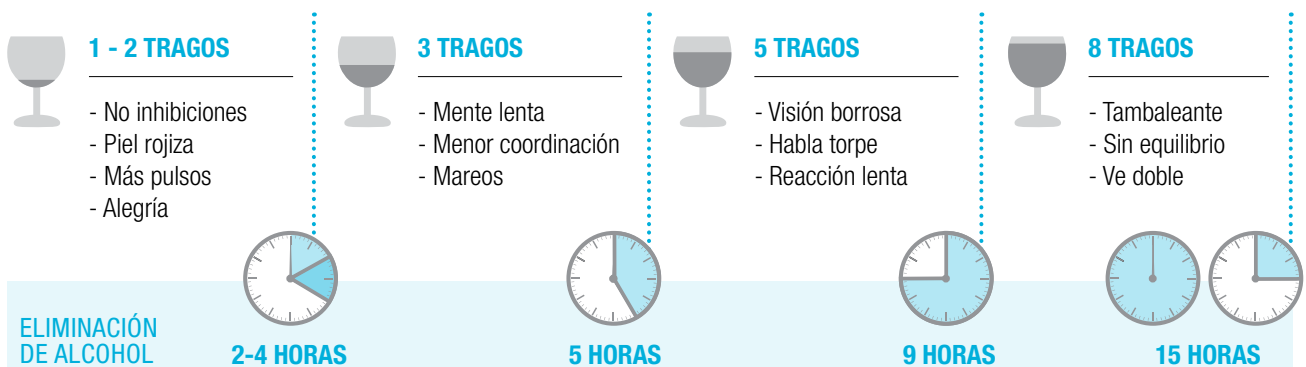 1 - 2 TRAGOS
- No inhibiciones
- Piel rojiza
- Más pulsos
- Alegría
3 TRAGOS
- Mente lenta
- Menor coordinación
- Mareos
5 TRAGOS
- Visión borrosa
- Habla torpe
- Reacción lenta
8 TRAGOS
- Tambaleante
- Sin equilibrio
- Ve doble
ELIMINACIÓN
DE ALCOHOL
2-4 HORAS
5 HORAS
9 HORAS
15 HORAS